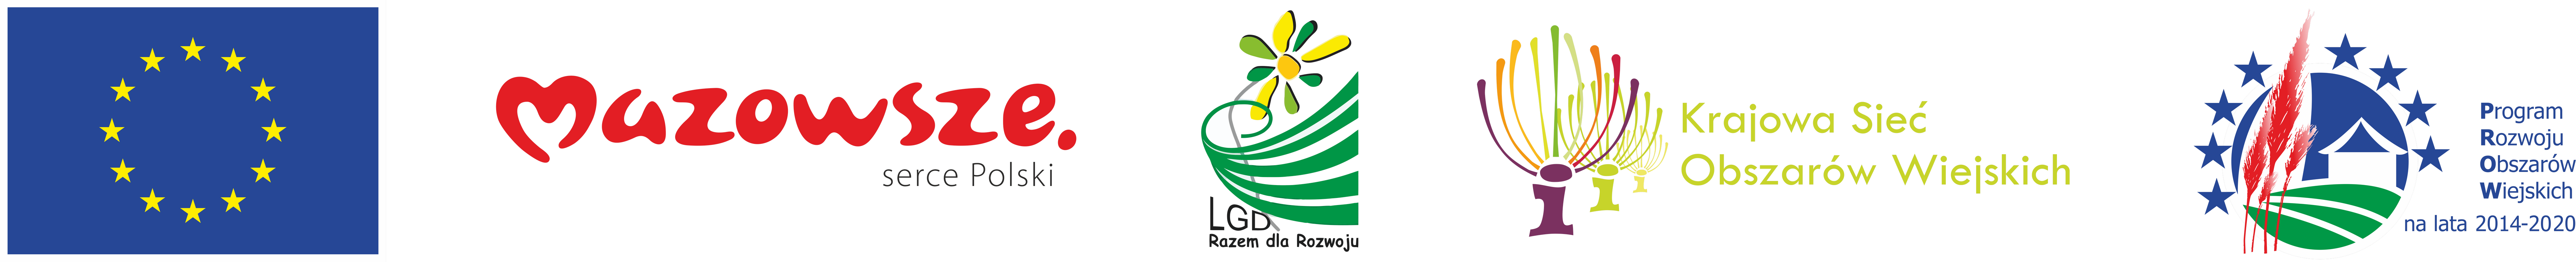 Mazowsze.
serce Polski
LGD
Razem dla Rozwoju
Krajowa Sieć
Obszarów Wiejskich
Program
Rozwoju
Obszarów
Wiejskich
na lata 2014-2020